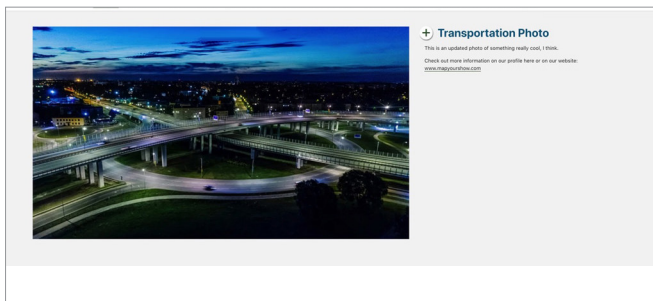 Transportation Photo
This is an updated photo of something really cool, I think.
Check out more information on our profile here or on our website:
www.mapyourshow.com